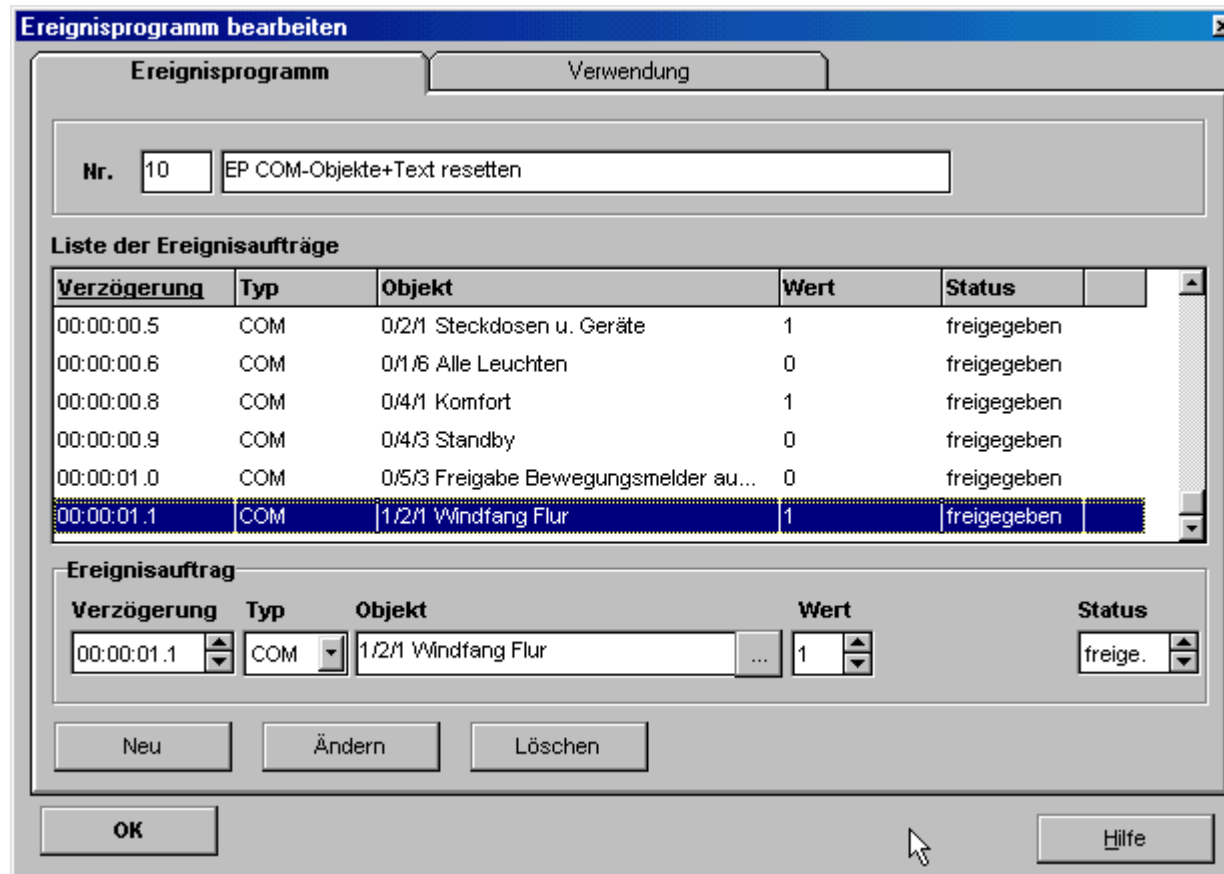 Ereignisprogramm bearbeiten
Ereignisprogramm Verwendung
Nr. 10 EP COM-Objekte+Text resetten
Liste der Ereignisaufträge
Verzögerung Typ Objekt Wert Status
00:00:00.5 COM 0/2/1 Steckdosen u. Geräte 1 freigegeben
00:00:00.6 COM 0/1/6 Alle Leuchten 0 freigegeben
00:00:00.8 COM 0/4/1 Komfort 1 freigegeben
00:00:00.9 COM 0/4/3 Standby 0 freigegeben
00:00:01.0 COM 0/5/3 Freigabe Bewegungsmelder au... 0 freigegeben
00:00:01.1 COM 1/2/1 Windfang Flur 1 freigegeben
Ereignisauftrag
Verzögerung Typ Objekt Wert Status
00:00:01.1 COM 1/2/1 Windfang Flur ... 1 freige.
Neu Ändern Löschen
OK Hilfe